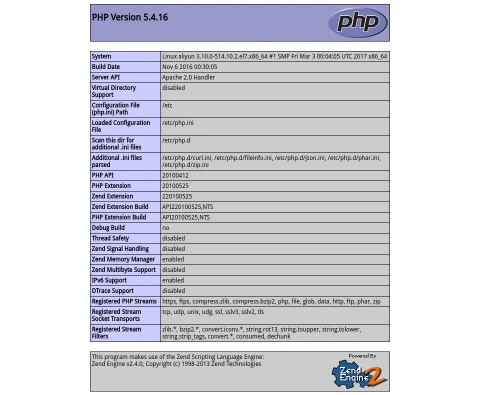 PHP Version 5.4.16
php
System Linux aliyun 3.10.0-514.10.2.el7.x86_64 #1 SMP Fri Mar 3 00:04:05 UTC 2017 x86_64
Build Date Nov 6 2016 00:30:05
Server API Apache 2.0 Handler
Virtual Directory Support disabled
Configuration File (php.ini) Path /etc
Loaded Configuration File /etc/php.ini
Scan this dir for additional .ini files /etc/php.d
Additional .ini files parsed /etc/php.d/curl.ini, /etc/php.d/fileinfo.ini, /etc/php.d/json.ini, /etc/php.d/phar.ini, /etc/php.d/zip.ini
PHP API 20100412
PHP Extension 20100525
Zend Extension 220100525
Zend Extension Build API220100525,NTS
PHP Extension Build API20100525,NTS
Debug Build no
Thread Safety disabled
Zend Signal Handling disabled
Zend Memory Manager enabled
Zend Multibyte Support disabled
IPv6 Support enabled
DTrace Support disabled
Registered PHP Streams https, ftps, compress.zlib, compress.bzip2, php, file, glob, data, http, ftp, phar, zip
Registered Stream Socket Transports tcp, udp, unix, udg, ssl, sslv3, sslv2, tls
Registered Stream Filters zlib.*, bzip2.*, convert.iconv.*, string.rot13, string.toupper, string.tolower, string.strip_tags, convert.*, consumed, dechunk
This program makes use of the Zend Scripting Language Engine:
Zend Engine v2.4.0, Copyright (c) 1998-2013 Zend Technologies
Powered By
Zend Engine 2